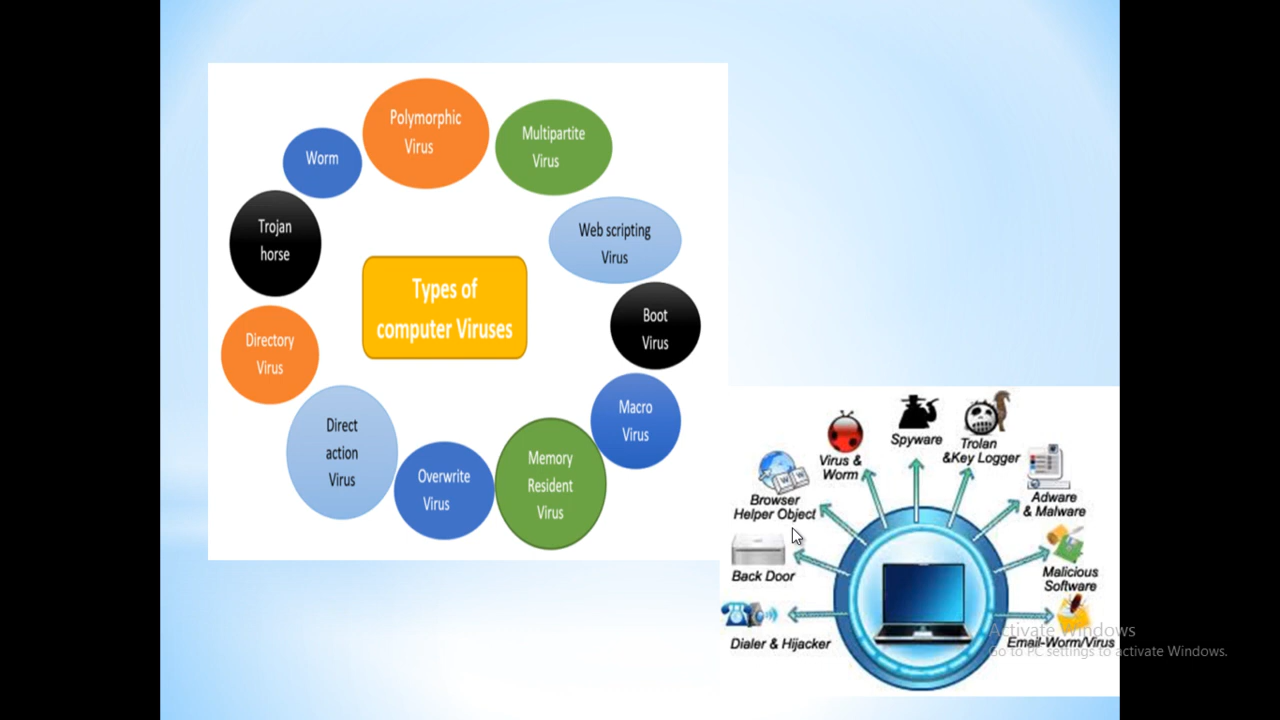 Polymorphic
Virus
Multipartite
Virus
Worm
Web scripting
Virus
Trojan
horse
Types of
computer Viruses
Boot
Virus
Directory
Virus
Macro
Virus
Direct
action
Virus
Overwrite
Virus
Memory
Resident
Virus
Spyware
Trolan
&Key Logger
Virus &
Worm
Browser
Helper Object
Adware
& Malware
Back Door
Malicious
Software
Dialer & Hijacker
Email-Worm/Virus
Activate Windows
Go to PC settings to activate Windows.